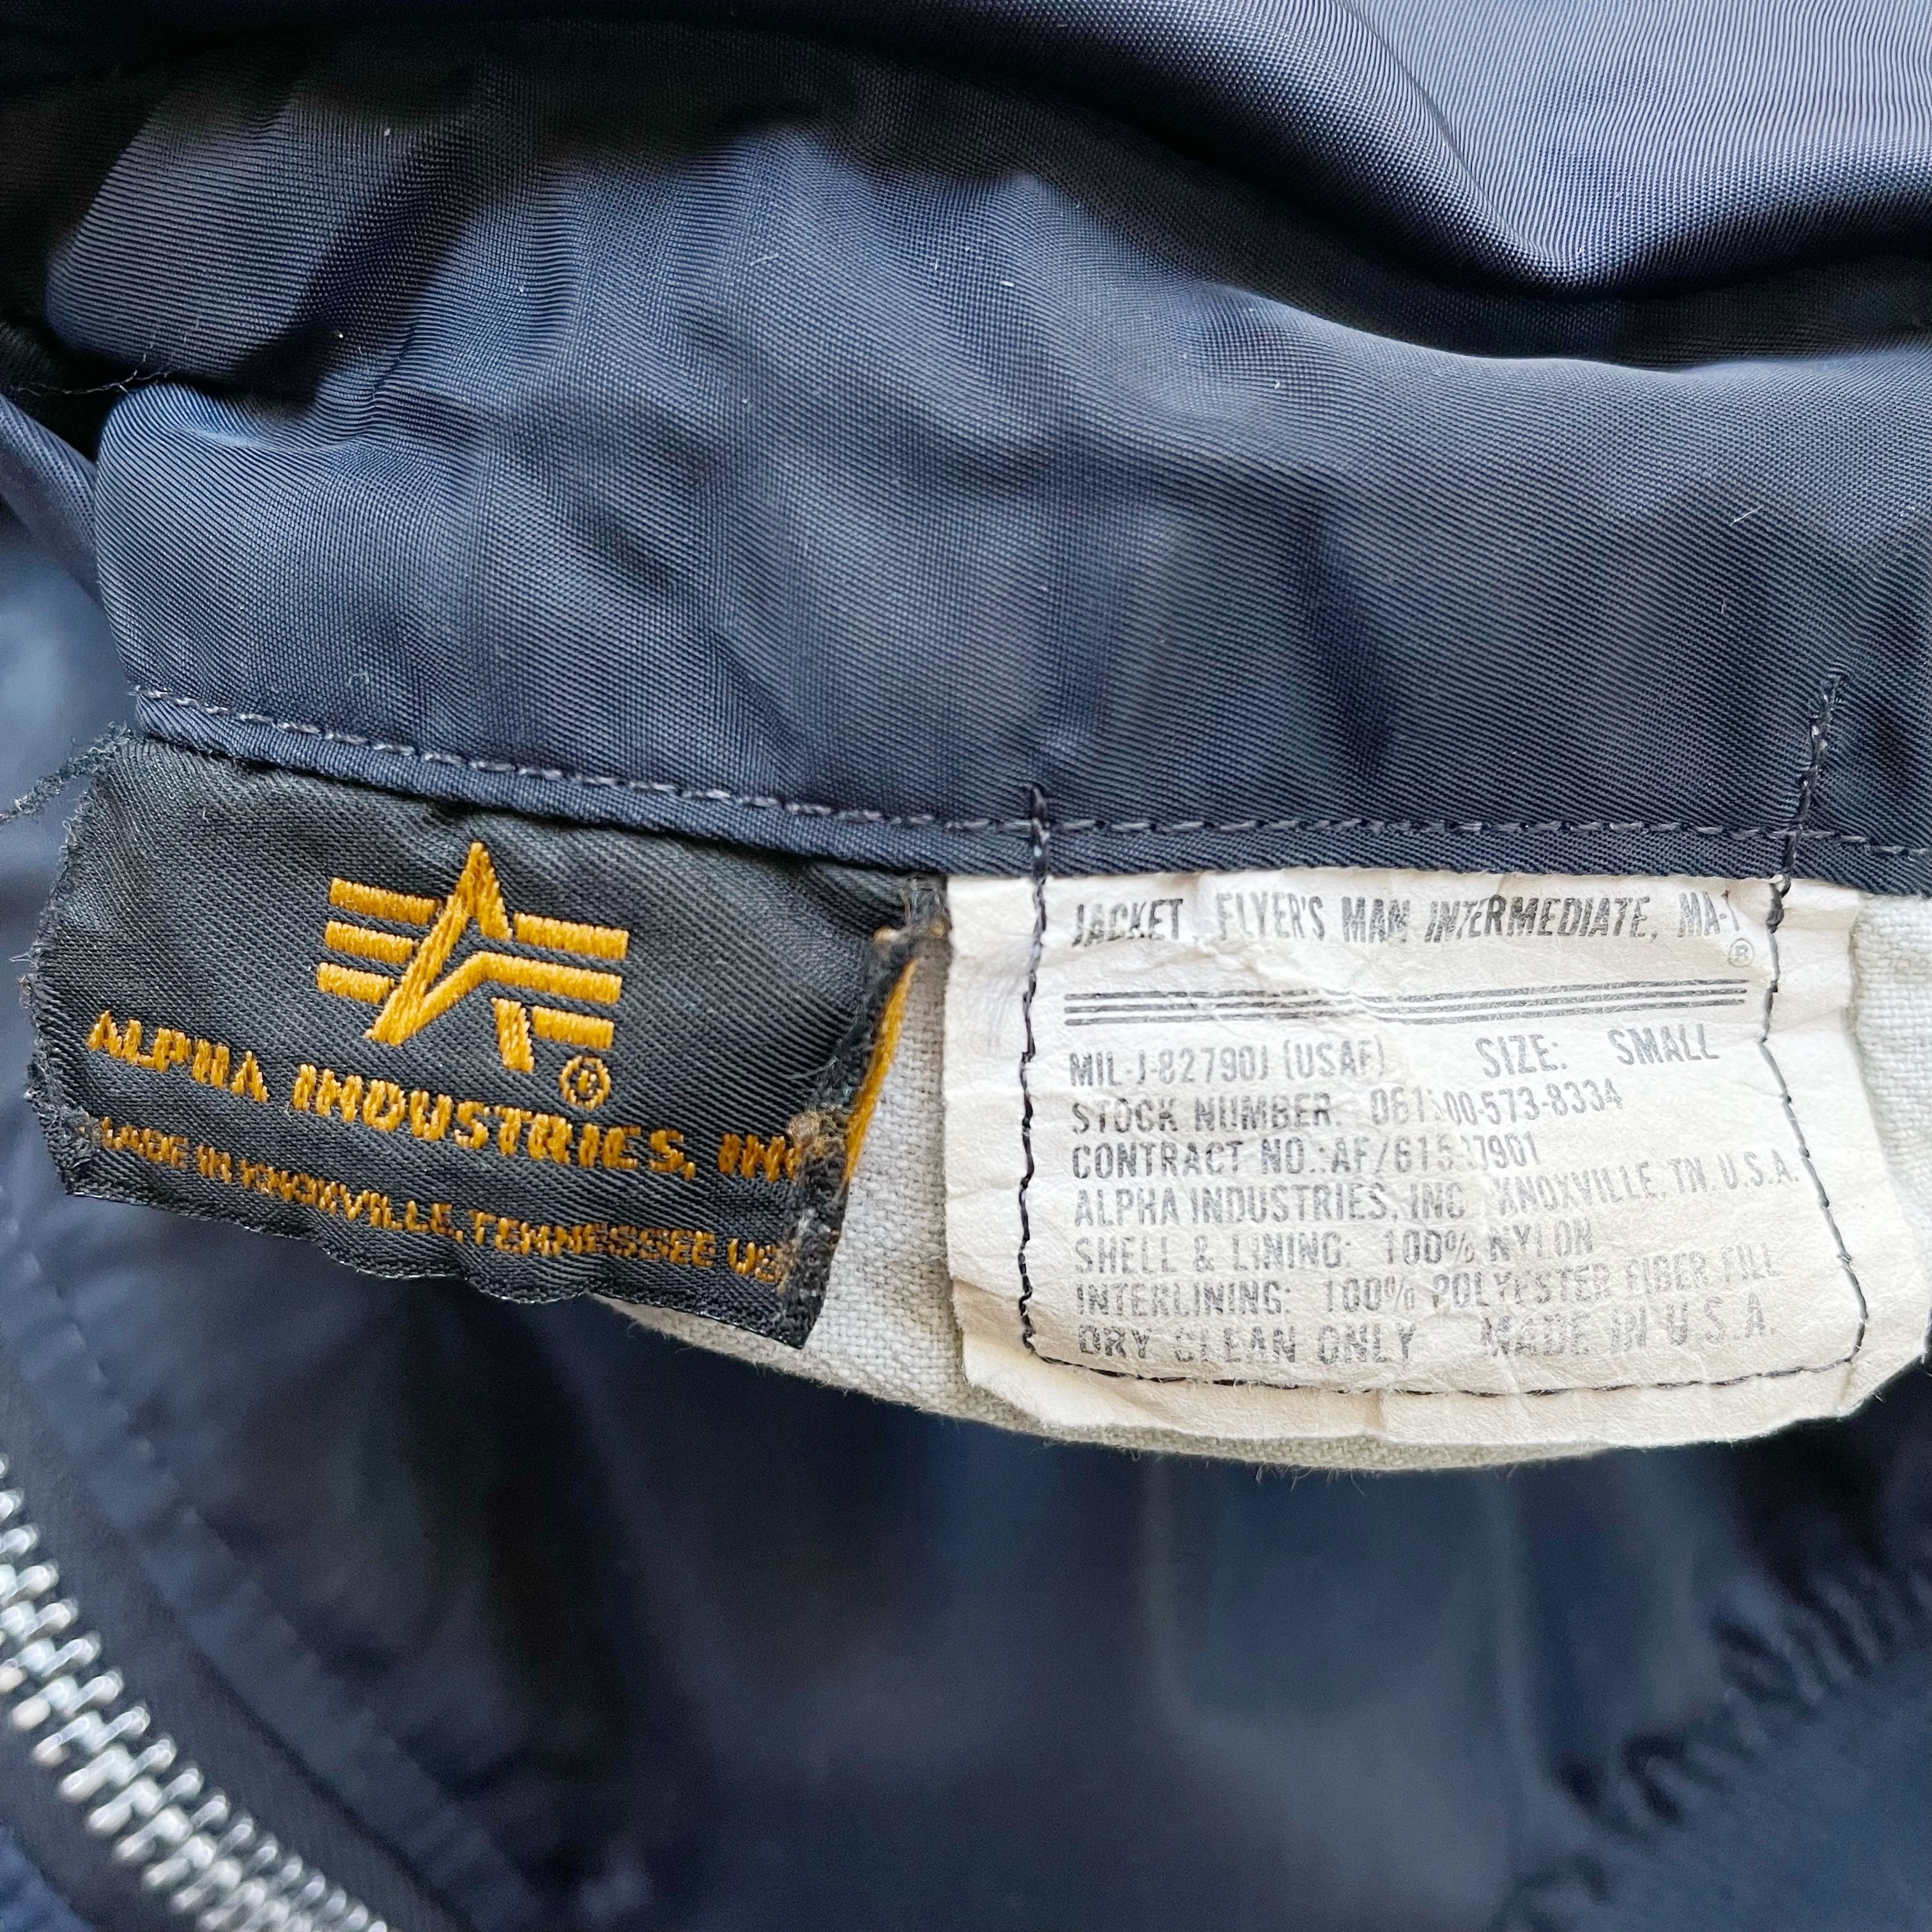 ALPHA INDUSTRIES, INC
MADE IN KNOXVILLE, TENNESSEE USA
JACKET, FLYER'S MAN INTERMEDIATE, MA-1
®
MIL-J-82790J (USAF) SIZE: SMALL
STOCK NUMBER:
CONTRACT NO.:
ALPHA INDUSTRIES, INC KNOXVILLE, TN. U.S.A.
SHELL & LINING: 100% NYLON
INTERLINING: 100% POLYESTER FIBER FILL
DRY CLEAN ONLY MADE IN U.S.A.